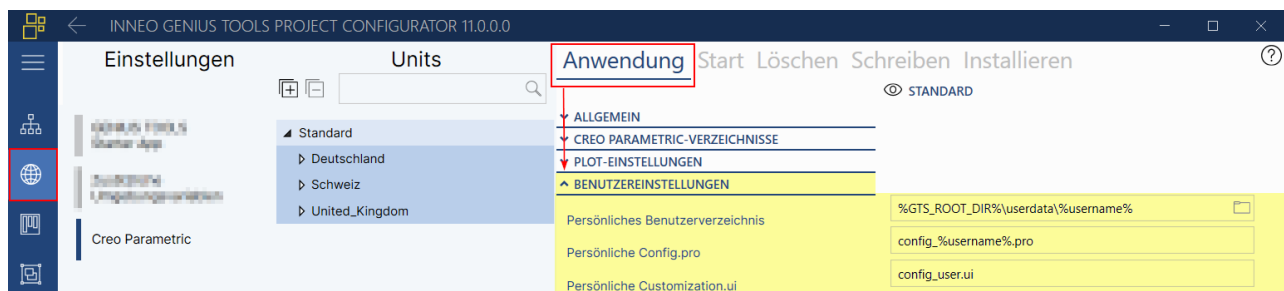 INNEO GENIUS TOOLS PROJECT CONFIGURATOR 11.0.0.0
Einstellungen
Creo Parametric
Units
Standard
Deutschland
Schweiz
United_Kingdom
Anwendung Start Löschen Schreiben Installieren
STANDARD
ALLGEMEIN
CREO PARAMETRIC-VERZEICHNISSE
PLOT-EINSTELLUNGEN
BENUTZEREINSTELLUNGEN
Persönliches Benutzerverzeichnis
%GTS_ROOT_DIR%\userdata\%username%
Persönliche Config.pro
config_%username%.pro
Persönliche Customization.ui
config_user.ui